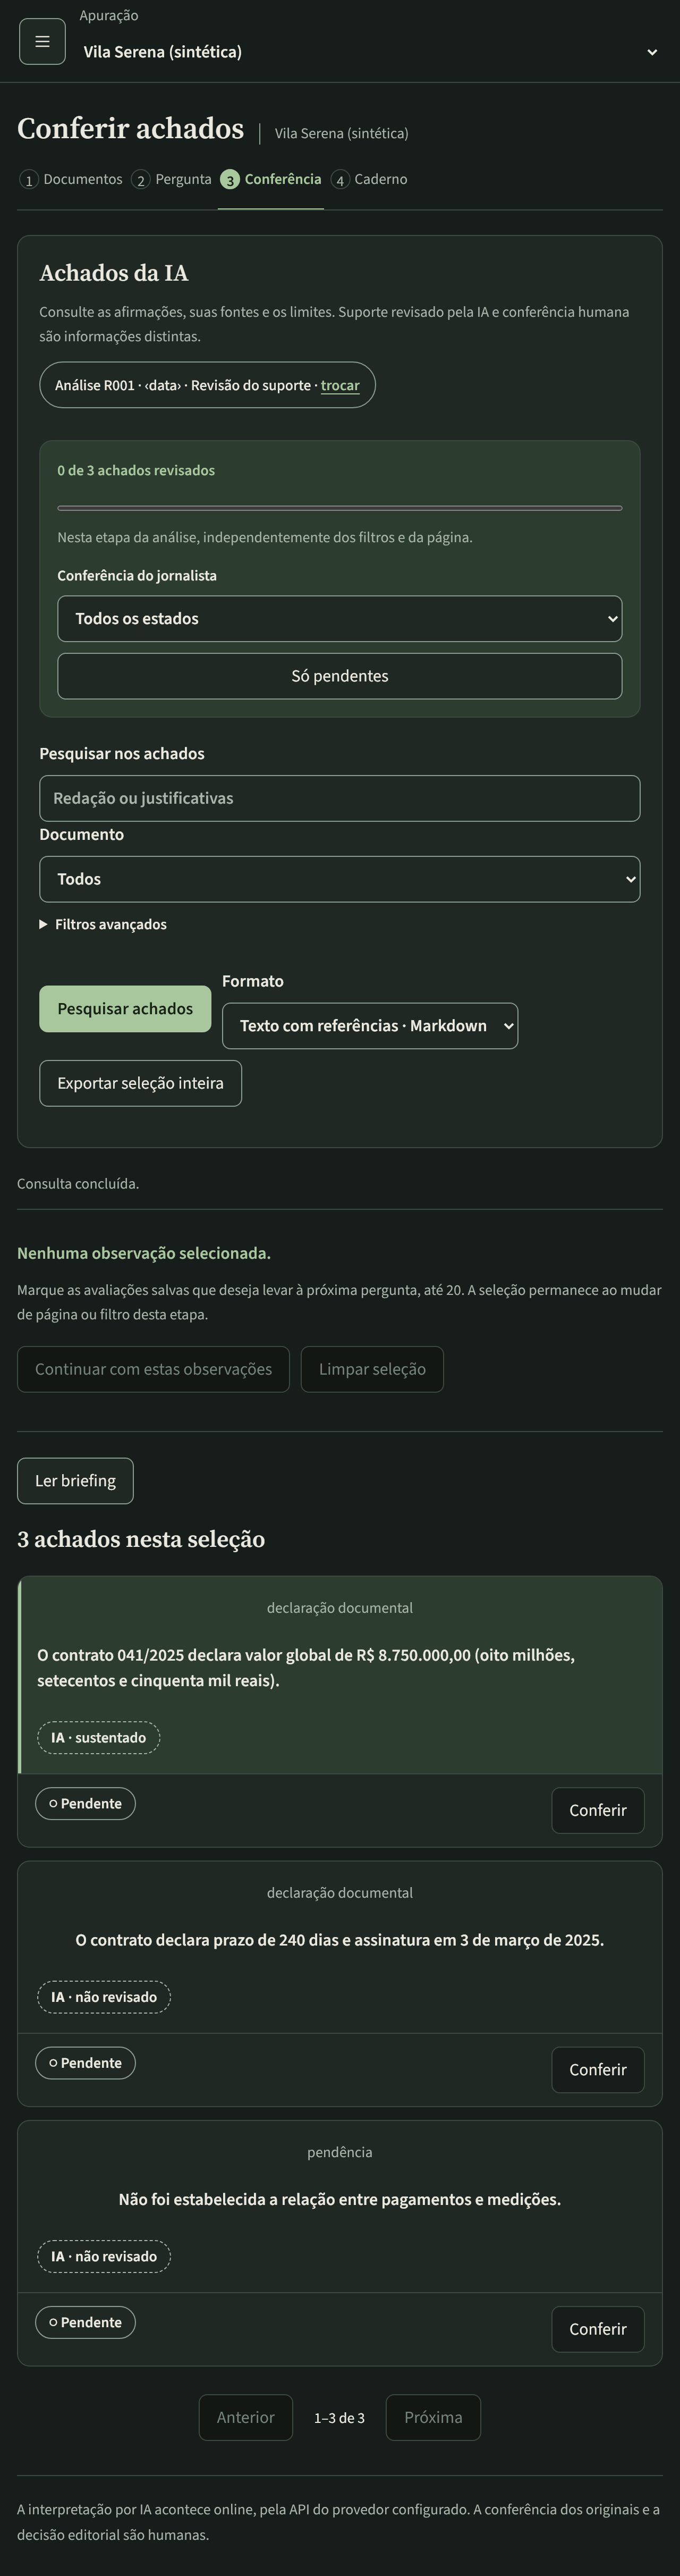 Apuração
Vila Serena (sintética)
Conferir achados
Vila Serena (sintética)
1 Documentos 2 Pergunta 3 Conferência 4 Caderno
Achados da IA
Consulte as afirmações, suas fontes e os limites. Suporte revisado pela IA e conferência humana
são informações distintas.
Análise R001 · ‹data› · Revisão do suporte · trocar
0 de 3 achados revisados
Nesta etapa da análise, independentemente dos filtros e da página.
Conferência do jornalista
Todos os estados
Só pendentes
Pesquisar nos achados
Redação ou justificativas
Documento
Todos
Filtros avançados
Formato
Pesquisar achados
Texto com referências · Markdown
Exportar seleção inteira
Consulta concluída.
Nenhuma observação selecionada.
Marque as avaliações salvas que deseja levar à próxima pergunta, até 20. A seleção permanece ao mudar
de página ou filtro desta etapa.
Continuar com estas observações
Limpar seleção
Ler briefing
3 achados nesta seleção
declaração documental
O contrato 041/2025 declara valor global de R$ 8.750.000,00 (oito milhões,
setecentos e cinquenta mil reais).
IA · sustentado
Pendente
Conferir
declaração documental
O contrato declara prazo de 240 dias e assinatura em 3 de março de 2025.
IA · não revisado
Pendente
Conferir
pendência
Não foi estabelecida a relação entre pagamentos e medições.
IA · não revisado
Pendente
Conferir
Anterior
1–3 de 3
Próxima
A interpretação por IA acontece online, pela API do provedor configurado. A conferência dos originais e a
decisão editorial são humanas.